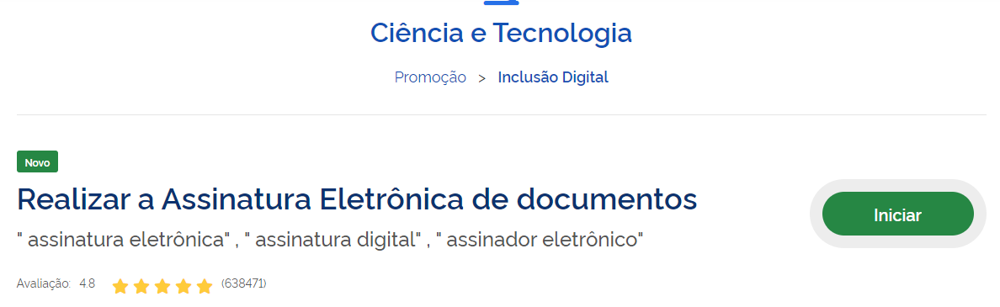 Ciência e Tecnologia
Promoção > Inclusão Digital
Novo
Realizar a Assinatura Eletrônica de documentos
Iniciar
" assinatura eletrônica" , " assinatura digital" , " assinador eletrônico"
Avaliação: 4.8 (638471)